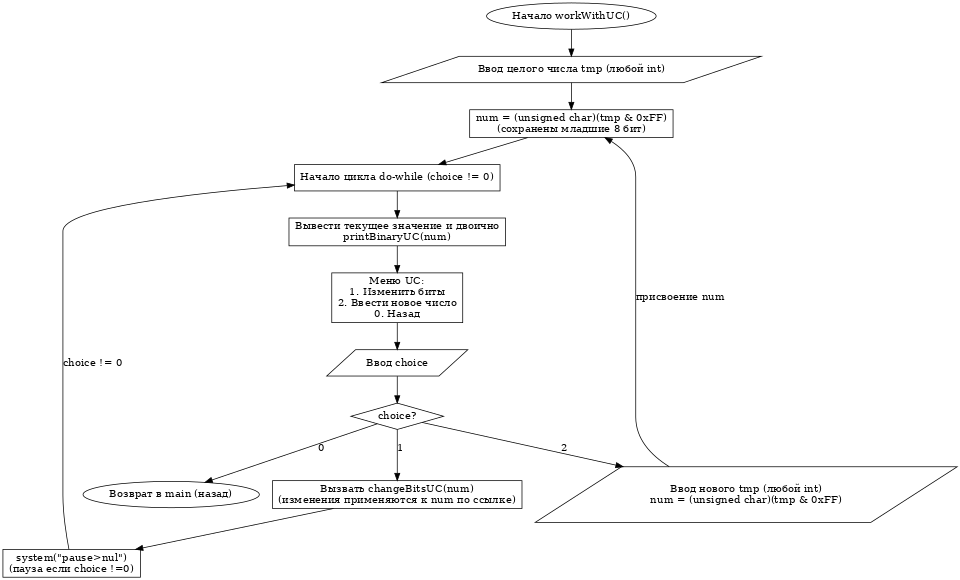 Начало workWithUC()
Ввод целого числа tmp (любой int)
num = (unsigned char)(tmp & 0xFF)
(сохранены младшие 8 бит)
Начало цикла do-while (choice != 0)
Вывести текущее значение и двоично
printBinaryUC(num)
Меню UC:
1. Изменить биты
2. Ввести новое число
0. Назад
присвоение num
choice != 0
Ввод choice
choice?
0
1
2
Возврат в main (назад)
Вызвать changeBitsUC(num)
(изменения применяются к num по ссылке)
Ввод нового tmp (любой int)
num = (unsigned char)(tmp & 0xFF)
system("pause>nul")
(пауза если choice !=0)